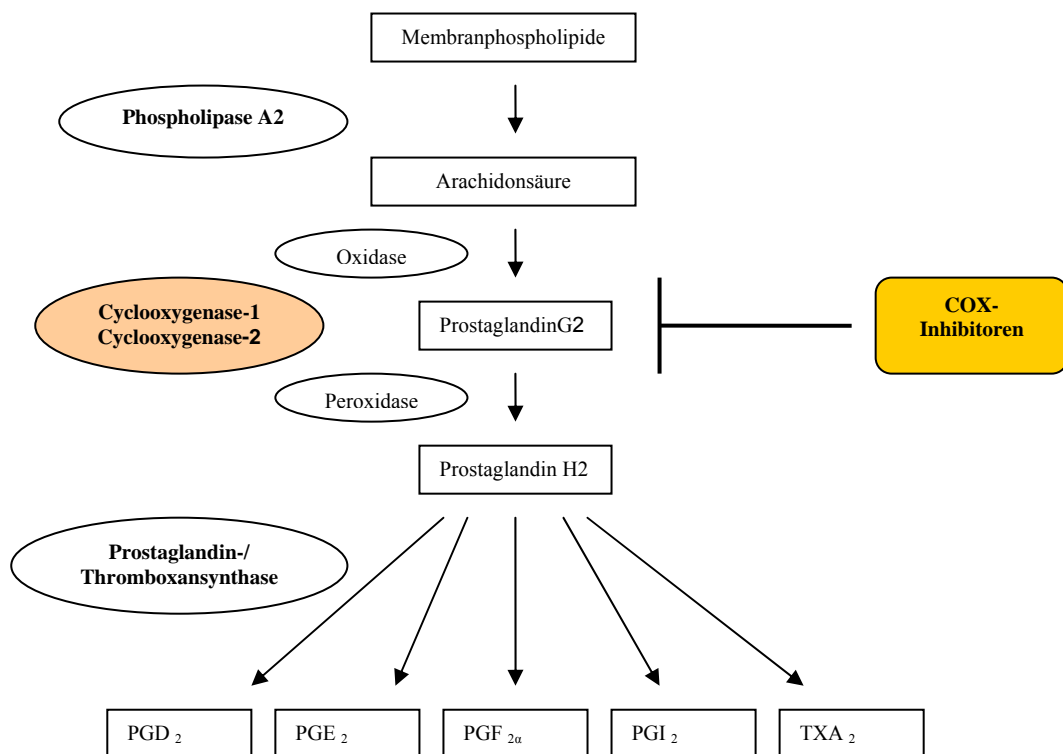 Membranphospholipide
Phospholipase A2
Arachidonsäure
Oxidase
Cyclooxygenase-1
Cyclooxygenase-2
ProstaglandinG2
COX-
Inhibitoren
Peroxidase
Prostaglandin H2
Prostaglandin-/
Thromboxansynthase
PGD 2
PGE 2
PGF 2α
PGI 2
TXA 2